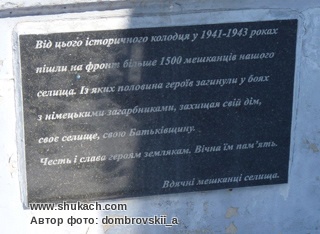 Від цього історичного колодця у 1941-1943 роках
пішли на фронт більше 1500 мешканців нашого
селища. Із яких половина героїв загинули у боях
з німецькими загарбниками, захищая свій дім,
своє селище, свою Батьківщину.
Честь і слава героям землякам. Вічна їм пам'ять.
Вдячні мешканці селища.
www.shukach.com
Автор фото: dombrovskii_a